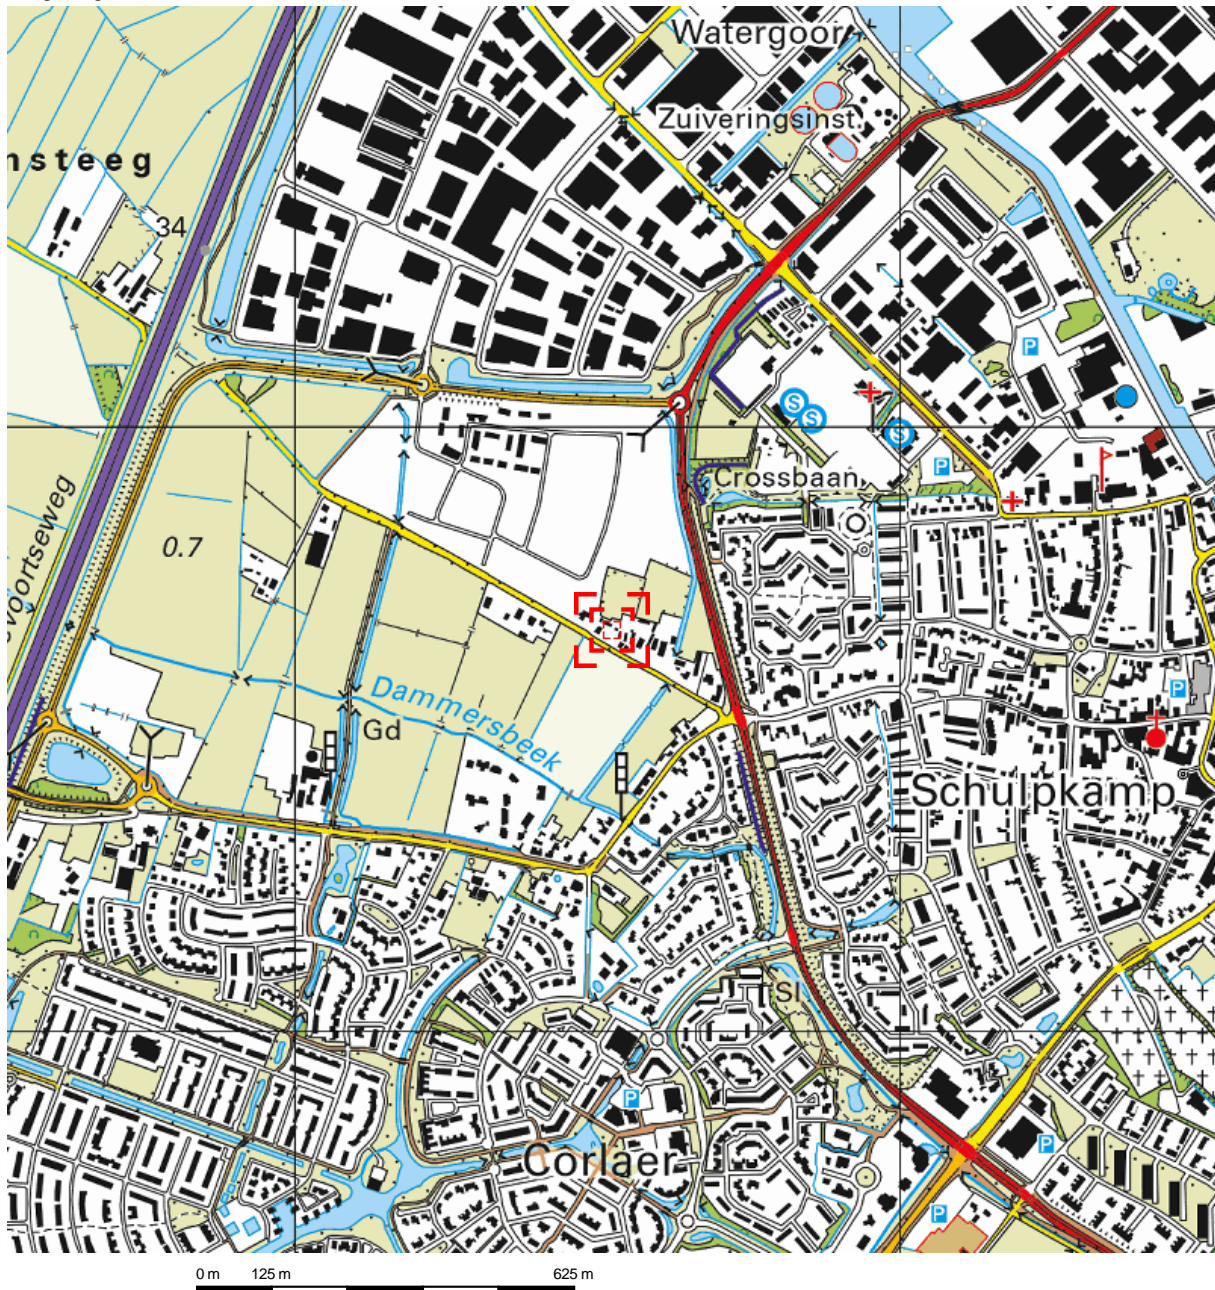 Watergoor
Zuiveringsinst.
nsteeg
34
P
S
S
S
P
Crossbaan
voortseweg
0.7
Dammersbeek
Gd
P
Schulpkamp
Sl
P
Corlaer
P
P
0 m 125 m 625 m